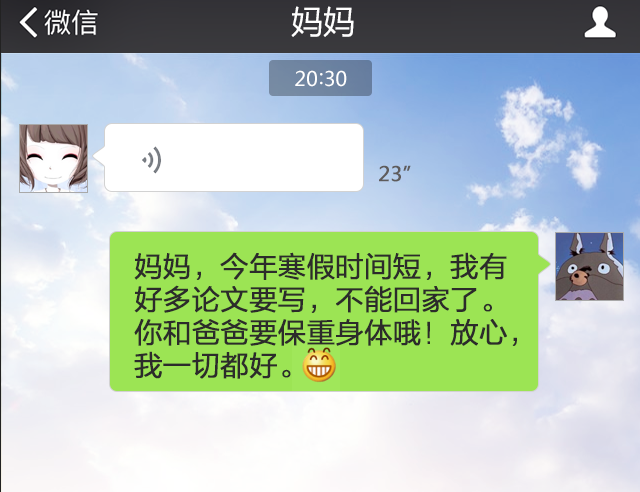 微信
妈妈
20:30
23″
妈妈，今年寒假时间短，我有
好多论文要写，不能回家了。
你和爸爸要保重身体哦！放心，
我一切都好。😁